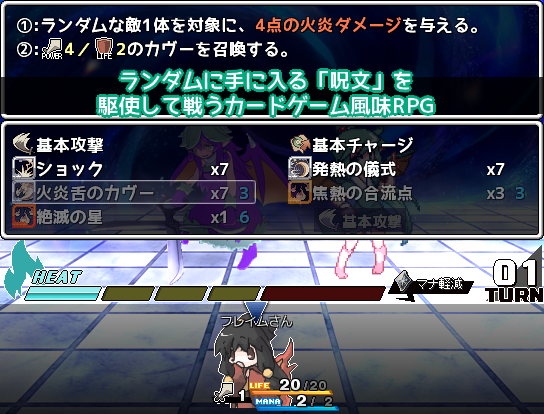 ①:ランダムな敵1体を対象に、4点の火炎ダメージを与える。
②:POWER4/LIFE2のカヴーを召喚する。
ランダムに手に入る「呪文」を
駆使して戦うカードゲーム風味RPG
基本攻撃 基本チャージ
ショック x7 発熱の儀式 x7
火炎舌のカヴー x7 3 焦熱の合流点 x3 3
絶滅の星 x1 6 基本攻撃
HEAT
マナ軽減
01
TURN
フレイムさん
1 LIFE 20/20
MANA 2/2